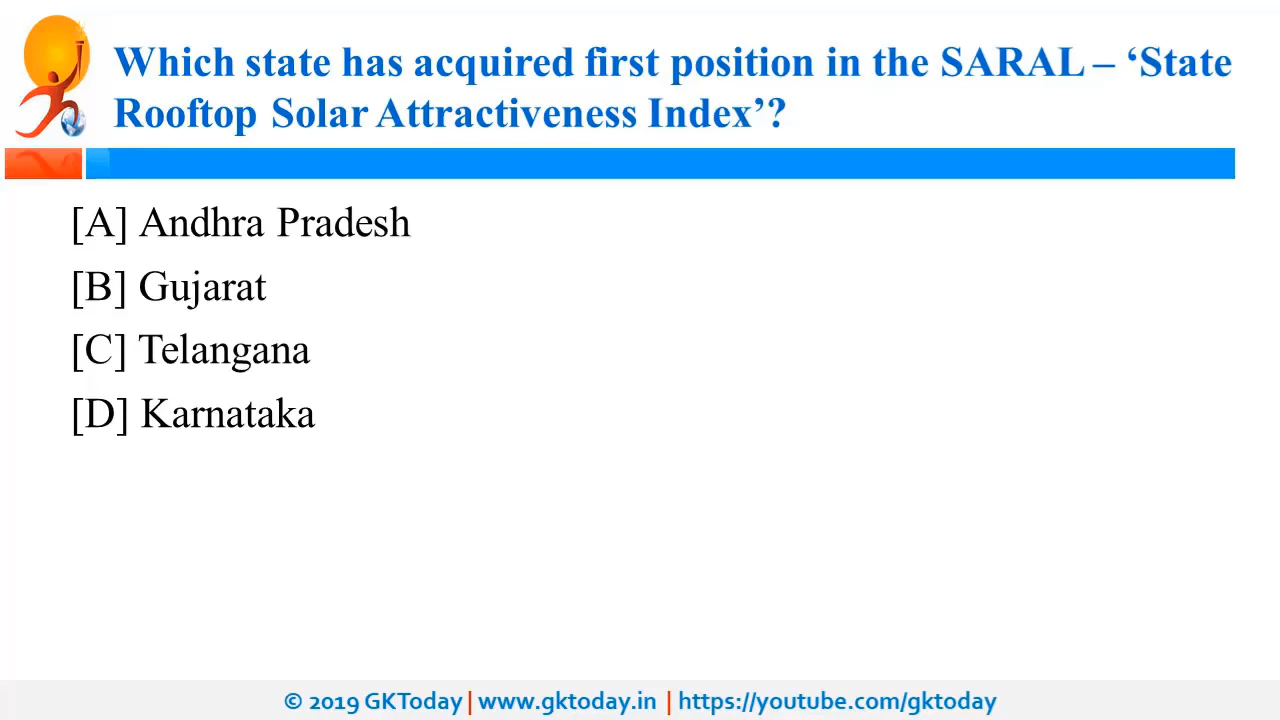 Which state has acquired first position in the SARAL – ‘State
Rooftop Solar Attractiveness Index’?
[A] Andhra Pradesh
[B] Gujarat
[C] Telangana
[D] Karnataka
© 2019 GKToday | www.gktoday.in | https://youtube.com/gktoday